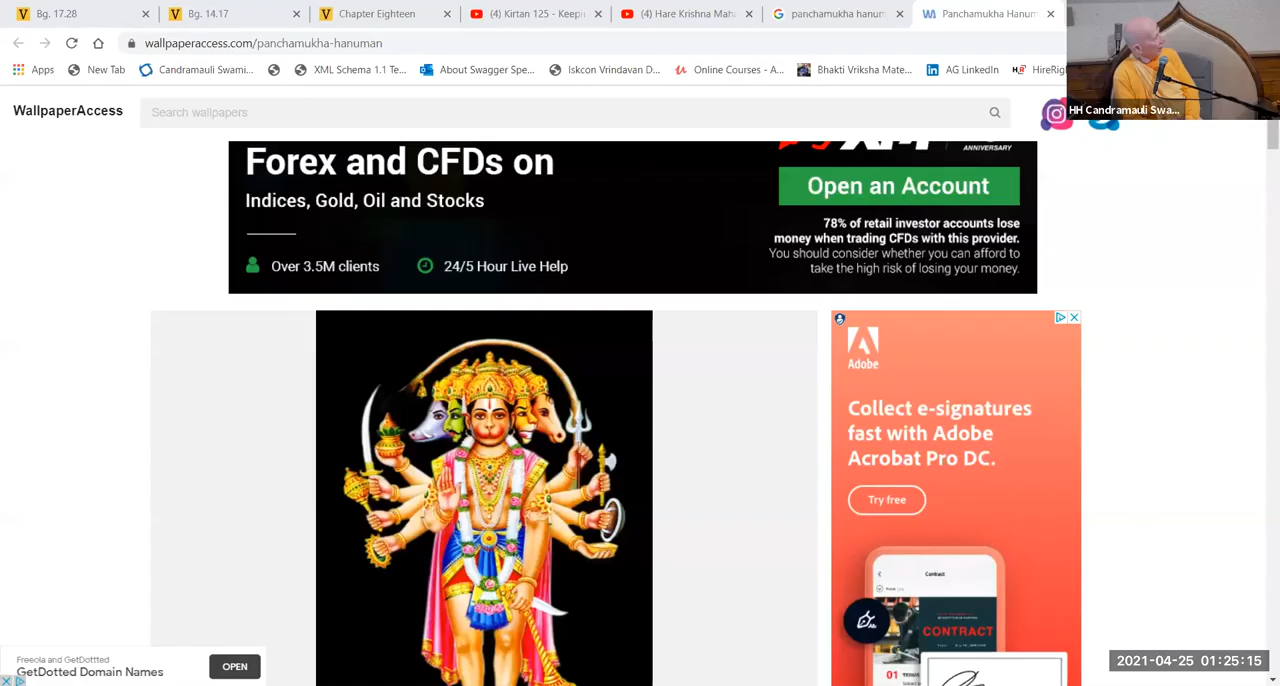 Bg. 17.28
Bg. 14.17
Chapter Eighteen
(4) Kirtan 125 - Keepi
(4) Hare Krishna Mah
panchamukha hanum
Panchamukha Hanum
wallpaperaccess.com/panchamukha-hanuman
Apps
New Tab
Candramauli Swami...
XML Schema 1.1 Te...
About Swagger Spe...
Iskcon Vrindavan D...
Online Courses - A...
Bhakti Vriksha Mate...
AG LinkedIn
HireRig
HH Candramauli Swa...
WallpaperAccess
Search wallpapers
Forex and CFDs on
Indices, Gold, Oil and Stocks
Over 3.5M clients
24/5 Hour Live Help
ANNIVERSARY
Open an Account
78% of retail investor accounts lose
money when trading CFDs with this provider.
You should consider whether you can afford to
take the high risk of losing your money.
Adobe
Collect e-signatures
fast with Adobe
Acrobat Pro DC.
Try free
Contract
CONTRACT
01
Freeola and GetDottted
GetDotted Domain Names
OPEN
2021-04-25 01:25:15